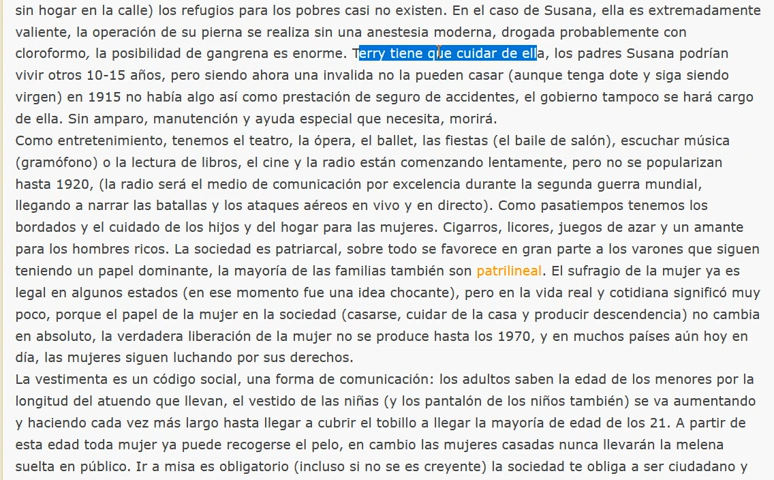 sin hogar en la calle) los refugios para los pobres casi no existen. En el caso de Susana, ella es extremadamente
valiente, la operación de su pierna se realiza sin una anestesia moderna, drogada probablemente con
cloroformo, la posibilidad de gangrena es enorme. Terry tiene que cuidar de ella, los padres Susana podrían
vivir otros 10-15 años, pero siendo ahora una invalida no la pueden casar (aunque tenga dote y siga siendo
virgen) en 1915 no había algo así como prestación de seguro de accidentes, el gobierno tampoco se hará cargo
de ella. Sin amparo, manutención y ayuda especial que necesita, morirá.
Como entretenimiento, tenemos el teatro, la ópera, el ballet, las fiestas (el baile de salón), escuchar música
(gramófono) o la lectura de libros, el cine y la radio están comenzando lentamente, pero no se popularizan
hasta 1920, (la radio será el medio de comunicación por excelencia durante la segunda guerra mundial,
llegando a narrar las batallas y los ataques aéreos en vivo y en directo). Como pasatiempos tenemos los
bordados y el cuidado de los hijos y del hogar para las mujeres. Cigarros, licores, juegos de azar y un amante
para los hombres ricos. La sociedad es patriarcal, sobre todo se favorece en gran parte a los varones que siguen
teniendo un papel dominante, la mayoría de las familias también son patrilineal. El sufragio de la mujer ya es
legal en algunos estados (en ese momento fue una idea chocante), pero en la vida real y cotidiana significó muy
poco, porque el papel de la mujer en la sociedad (casarse, cuidar de la casa y producir descendencia) no cambia
en absoluto, la verdadera liberación de la mujer no se produce hasta los 1970, y en muchos países aún hoy en
día, las mujeres siguen luchando por sus derechos.
La vestimenta es un código social, una forma de comunicación: los adultos saben la edad de los menores por la
longitud del atuendo que llevan, el vestido de las niñas (y los pantalón de los niños también) se va aumentando
y haciendo cada vez más largo hasta llegar a cubrir el tobillo a llegar la mayoría de edad de los 21. A partir de
esta edad toda mujer ya puede recogerse el pelo, en cambio las mujeres casadas nunca llevarán la melena
suelta en público. Ir a misa es obligatorio (incluso si no se es creyente) la sociedad te obliga a ser ciudadano y